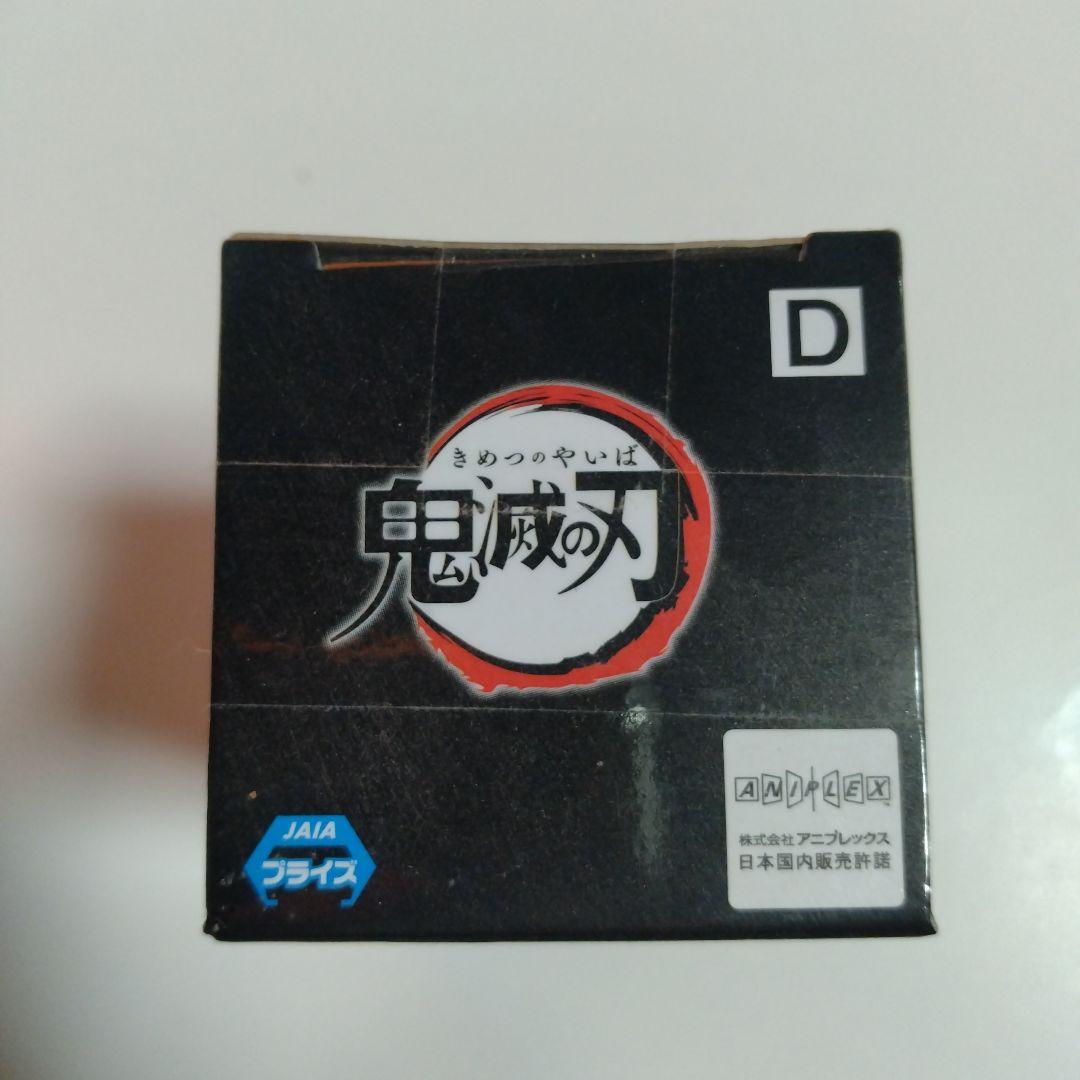 D
きめつのやいば
鬼滅の刃
JAIA
プライズ
ANIPLEX
株式会社 アニプレックス
日本国内販売許諾